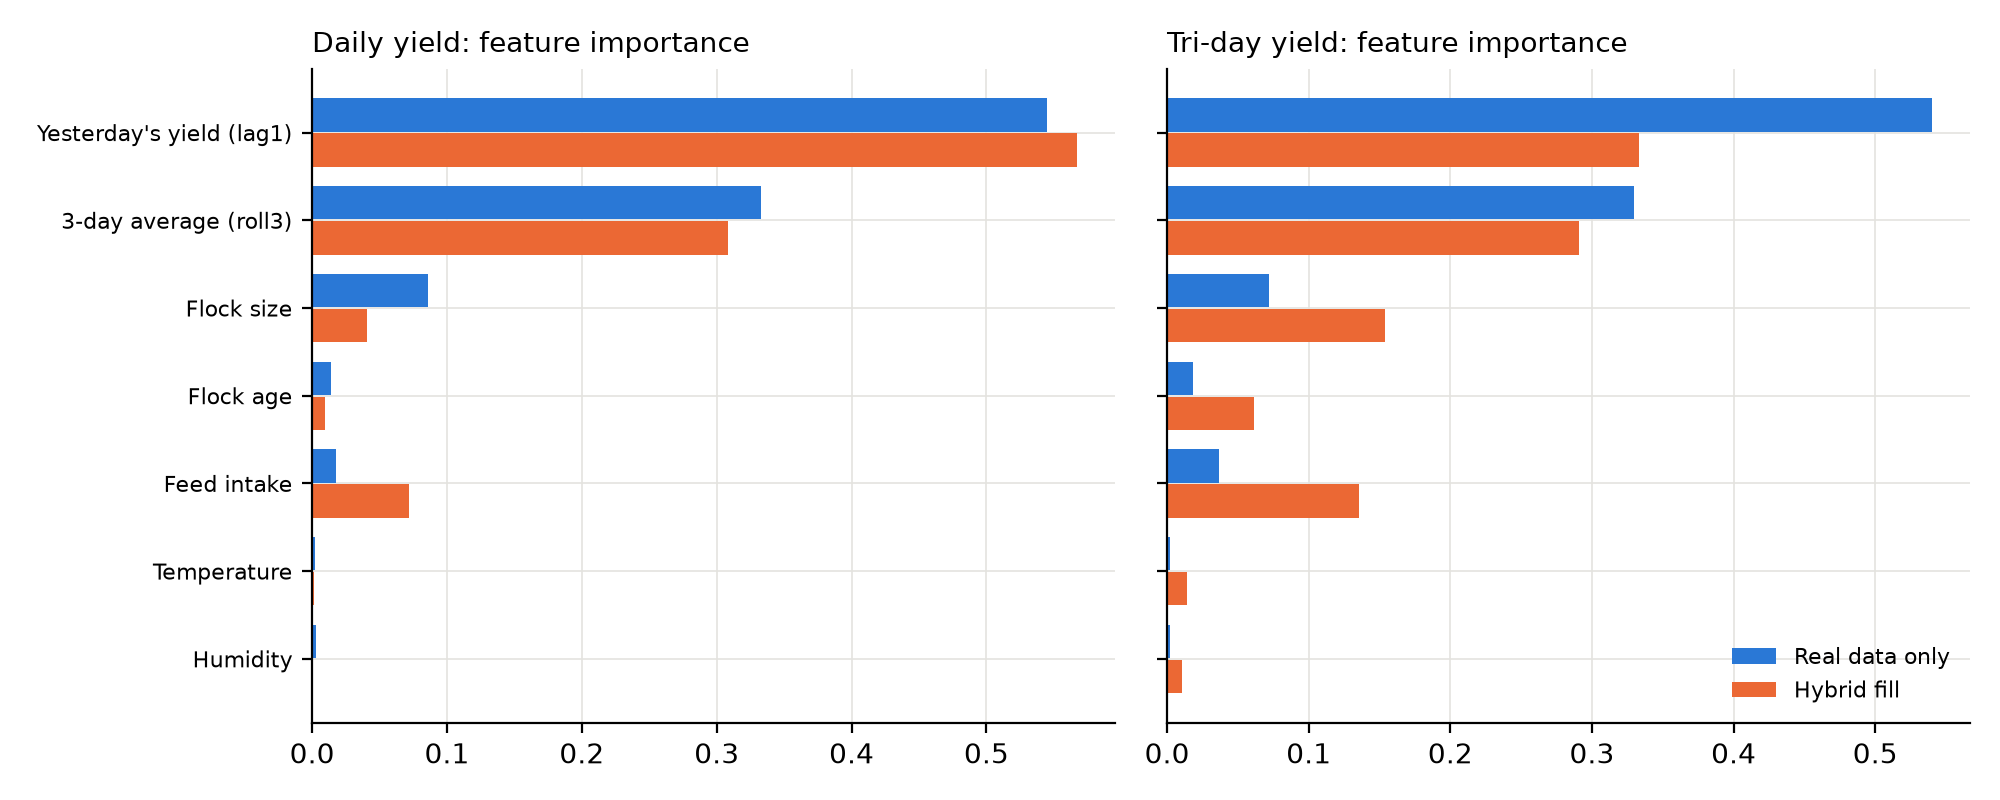 Daily yield: feature importance
Yesterday's yield (lag1)
3-day average (roll3)
Flock size
Flock age
Feed intake
Temperature
Humidity
0.0 0.1 0.2 0.3 0.4 0.5
Tri-day yield: feature importance
Real data only
Hybrid fill
0.0 0.1 0.2 0.3 0.4 0.5